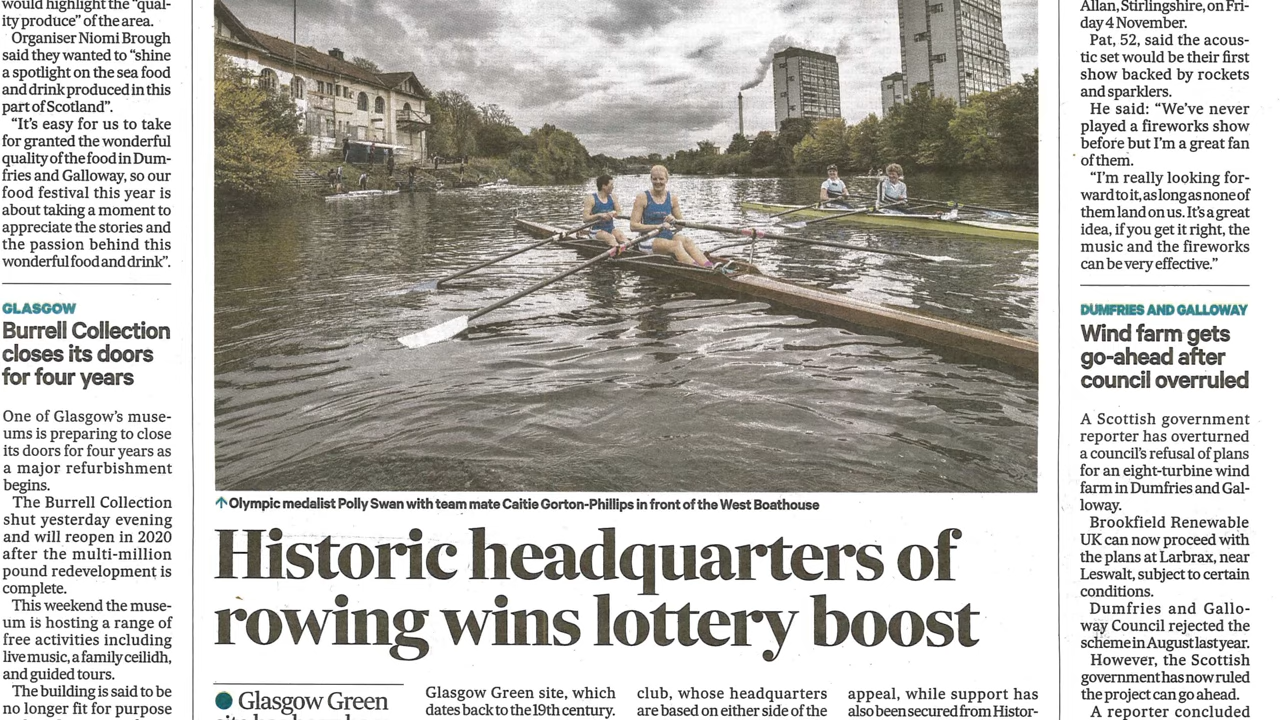 would highlight the “qual-
ity produce” of the area.
Organiser Niomi Brough
said they wanted to “shine
a spotlight on the sea food
and drink produced in this
part of Scotland”.
“It’s easy for us to take
for granted the wonderful
quality of the food in Dum-
fries and Galloway, so our
food festival this year is
about taking a moment to
appreciate the stories and
the passion behind this
wonderful food and drink”.
GLASGOW
Burrell Collection
closes its doors
for four years
One of Glasgow’s muse-
ums is preparing to close
its doors for four years as
a major refurbishment
begins.
The Burrell Collection
shut yesterday evening
and will reopen in 2020
after the multi-million
pound redevelopment is
complete.
This weekend the muse-
um is hosting a range of
free activities including
live music, a family ceilidh,
and guided tours.
The building is said to be
no longer fit for purpose
Olympic medalist Polly Swan with team mate Caitie Gorton-Phillips in front of the West Boathouse
Historic headquarters of
rowing wins lottery boost
Glasgow Green
Glasgow Green site, which
dates back to the 19th century.
club, whose headquarters
are based on either side of the
appeal, while support has
also been secured from Histor-
Allan, Stirlingshire, on Fri-
day 4 November.
Pat, 52, said the acous-
tic set would be their first
show backed by rockets
and sparklers.
He said: “We’ve never
played a fireworks show
before but I’m a great fan
of them.
“I’m really looking for-
ward to it, as long as none of
them land on us. It’s a great
idea, if you get it right, the
music and the fireworks
can be very effective.”
DUMFRIES AND GALLOWAY
Wind farm gets
go-ahead after
council overruled
A Scottish government
reporter has overturned
a council’s refusal of plans
for an eight-turbine wind
farm in Dumfries and Gal-
loway.
Brookfield Renewable
UK can now proceed with
the plans at Larbrax, near
Leswalt, subject to certain
conditions.
Dumfries and Gallo-
way Council rejected the
scheme in August last year.
However, the Scottish
government has now ruled
the project can go ahead.
A reporter concluded